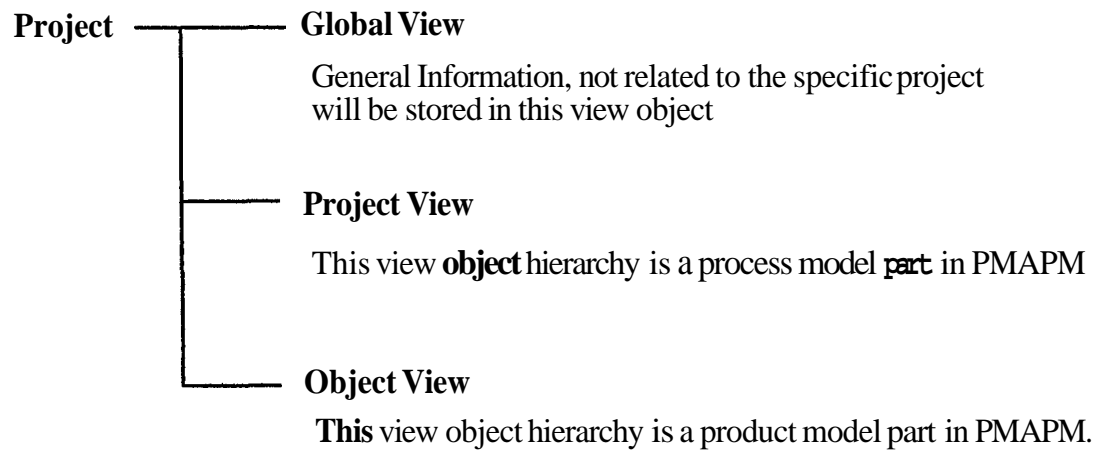 Project
Global View
General Information, not related to the specific project
will be stored in this view object
Project View
This view object hierarchy is a process model part in PMAPM
Object View
This view object hierarchy is a product model part in PMAPM.